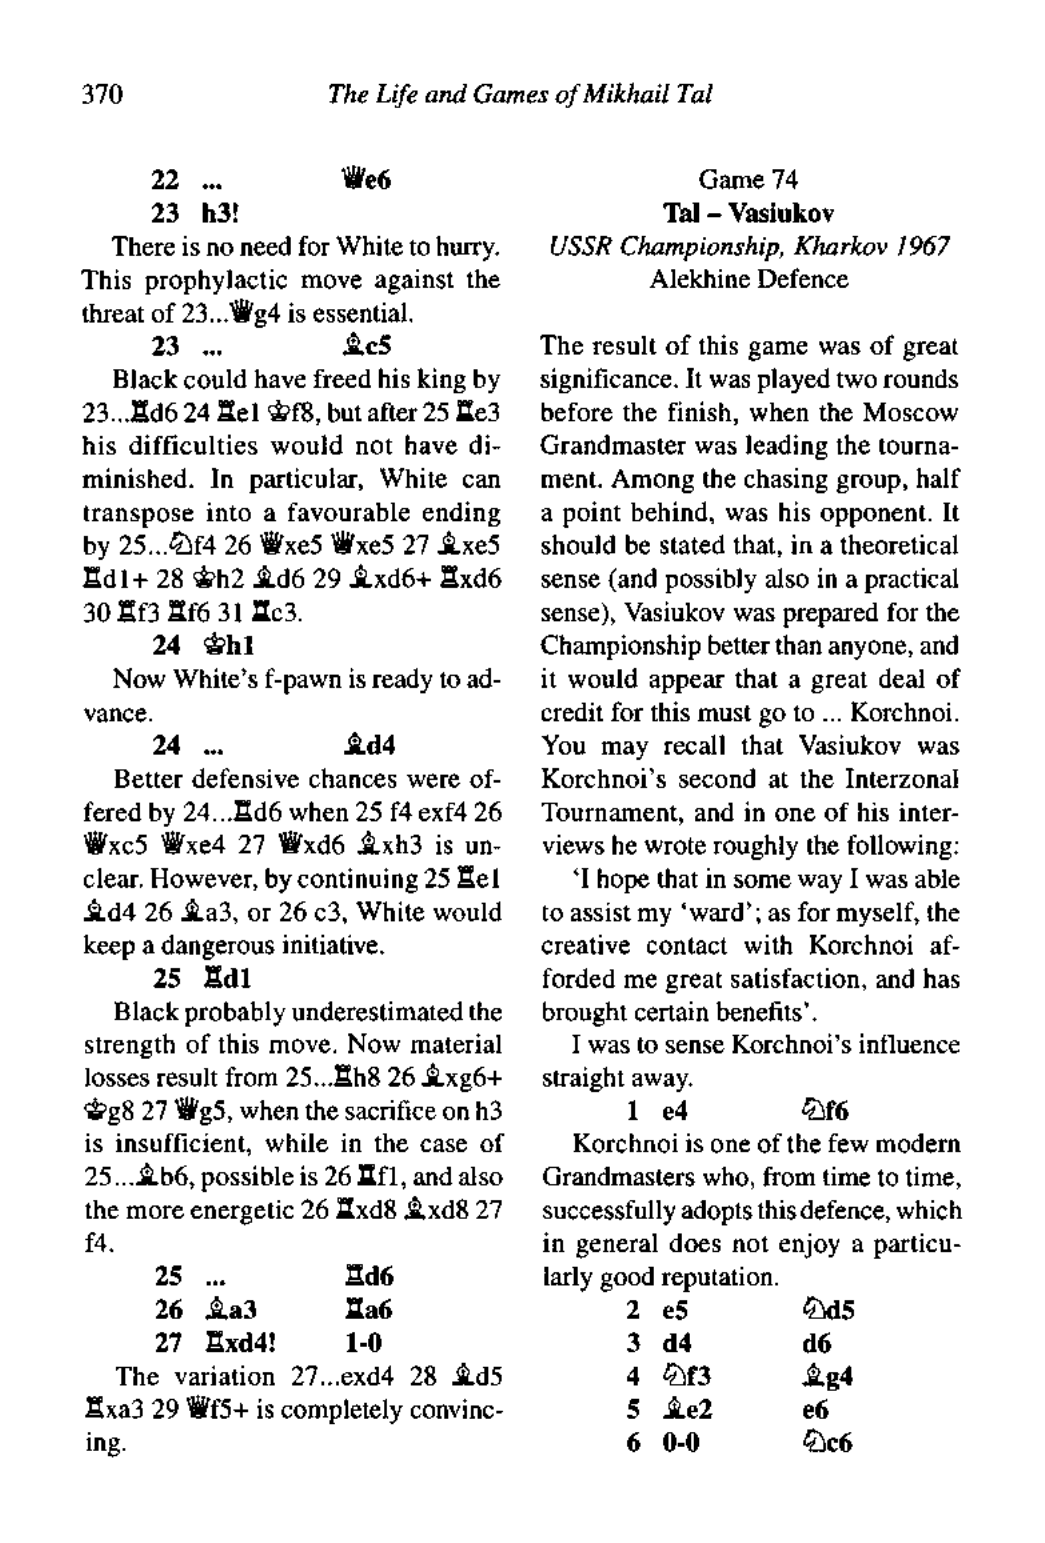 370
The Life and Games of Mikhail Tal
22 ... ♛e6
23 h3!
There is no need for White to hurry.
This prophylactic move against the
threat of 23...♛g4 is essential.
23 ... ♝c5
Black could have freed his king by
23...♜d6 24 ♜e1 ♚f8, but after 25 ♜e3
his difficulties would not have di-
minished. In particular, White can
transpose into a favourable ending
by 25...♘f4 26 ♛xe5 ♛xe5 27 ♝xe5
♜d1+ 28 ♚h2 ♝d6 29 ♝xd6+ ♜xd6
30 ♜f3 ♜f6 31 ♜c3.
24 ♚h1
Now White's f-pawn is ready to ad-
vance.
24 ... ♝d4
Better defensive chances were of-
fered by 24...♜d6 when 25 f4 exf4 26
♛xc5 ♛xe4 27 ♛xd6 ♝xh3 is un-
clear. However, by continuing 25 ♜e1
♝d4 26 ♝a3, or 26 c3, White would
keep a dangerous initiative.
25 ♜d1
Black probably underestimated the
strength of this move. Now material
losses result from 25...♜h8 26 ♝xg6+
♚g8 27 ♛g5, when the sacrifice on h3
is insufficient, while in the case of
25...♝b6, possible is 26 ♜f1, and also
the more energetic 26 ♜xd8 ♝xd8 27
f4.
25 ... ♜d6
26 ♝a3 ♜a6
27 ♜xd4! 1-0
The variation 27...exd4 28 ♝d5
♜xa3 29 ♛f5+ is completely convinc-
ing.
Game 74
Tal – Vasiukov
USSR Championship, Kharkov 1967
Alekhine Defence
The result of this game was of great
significance. It was played two rounds
before the finish, when the Moscow
Grandmaster was leading the tourna-
ment. Among the chasing group, half
a point behind, was his opponent. It
should be stated that, in a theoretical
sense (and possibly also in a practical
sense), Vasiukov was prepared for the
Championship better than anyone, and
it would appear that a great deal of
credit for this must go to ... Korchnoi.
You may recall that Vasiukov was
Korchnoi's second at the Interzonal
Tournament, and in one of his inter-
views he wrote roughly the following:
'I hope that in some way I was able
to assist my 'ward'; as for myself, the
creative contact with Korchnoi af-
forded me great satisfaction, and has
brought certain benefits'.
I was to sense Korchnoi's influence
straight away.
1 e4 ♘f6
Korchnoi is one of the few modern
Grandmasters who, from time to time,
successfully adopts this defence, which
in general does not enjoy a particu-
larly good reputation.
2 e5 ♘d5
3 d4 d6
4 ♘f3 ♝g4
5 ♝e2 e6
6 0-0 ♘c6